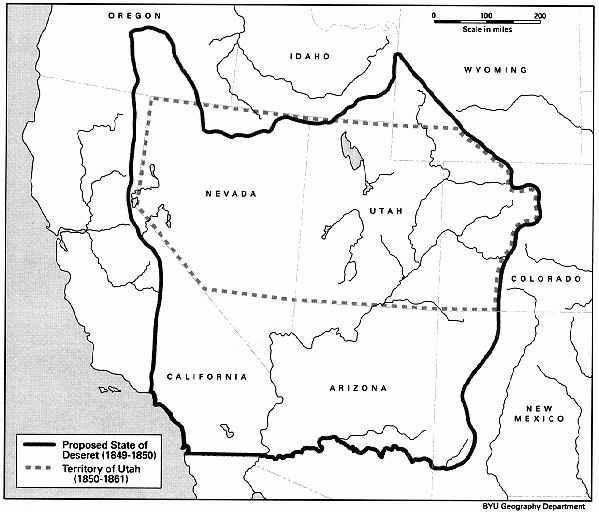 OREGON
0 100 200
Scale in miles
IDAHO
WYOMING
NEVADA
UTAH
COLORADO
CALIFORNIA
ARIZONA
NEW
MEXICO
Proposed State of
Deseret (1849-1850)
Territory of Utah
(1850-1861)
BYU Geography Department